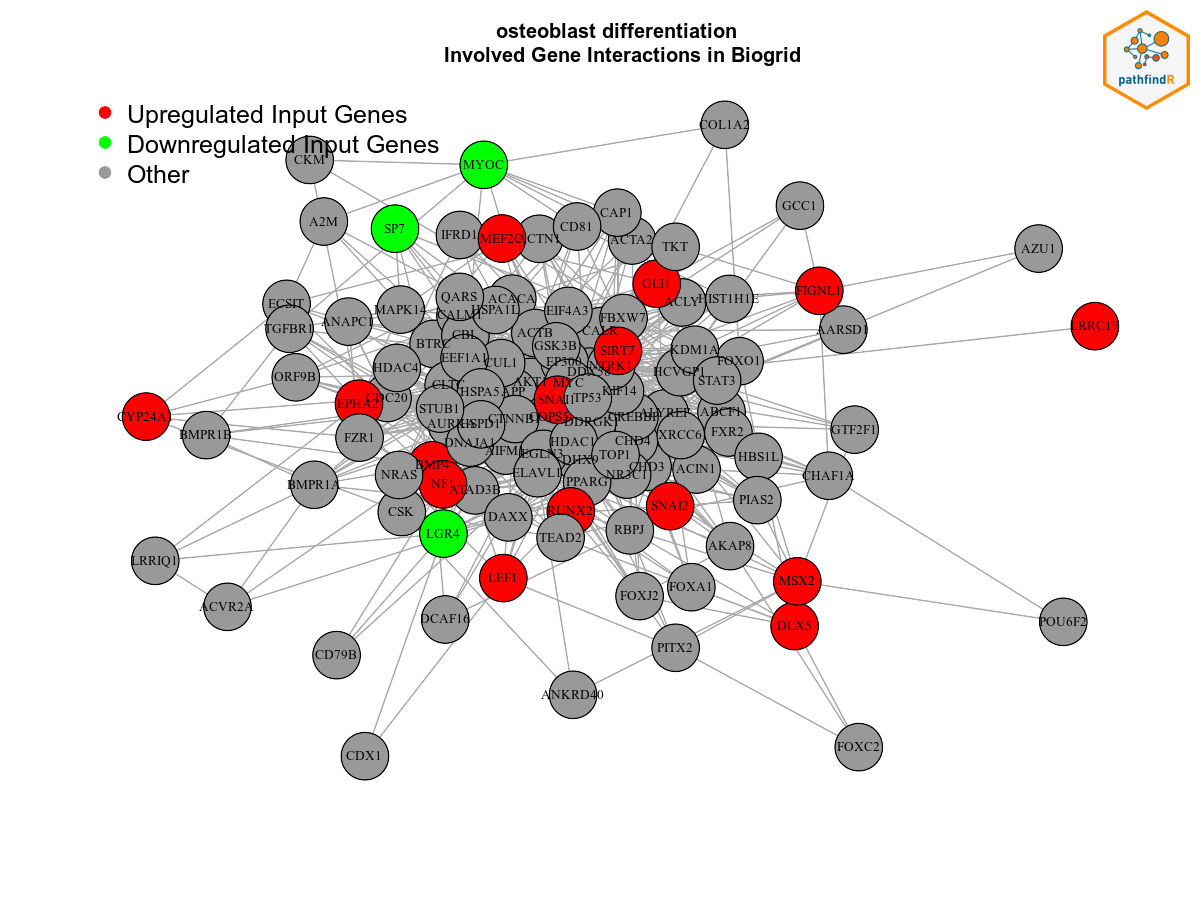 osteoblast differentiation
Involved Gene Interactions in Biogrid
pathfindR
Upregulated Input Genes
Downregulated Input Genes
Other
COL1A2
CKM
MYOC
GCC1
CAP1
A2M
SP7
CD81
IFRD1
MEF2C
ACTN1
ACTA2
TKT
AZU1
GLI1
FIGNL1
QARS
ACACA
ACLY
HIST1H1E
ECSIT
MAPK14
HSPA1L
EIF4A3
CALM1
FBXW7
ANAPC1
LRRC17
TGFBR1
AARSD1
CALR
ACTB
CBL
BTRC
GSK3B
SIRT7
KDM1A
EEF1A1
FOXO1
CUL1
EP300
NTRK1
HDAC4
DDX58
HCVGP1
ORF9B
STAT3
AKT1
MYC
CLTC
HSPA5
APP
KIF14
CDC20
TP53
SNAI1
EPHA2
STUB1
ABCF1
CYP24A1
COPS5
CREBBP
ALYREF
CTNNB1
DDRGK1
AURKA
HSPD1
GTF2F1
FXR2
BMPR1B
XRCC6
FZR1
HDAC1
CHD4
DNAJA1
AIFM1
EGLN3
TOP1
HBS1L
DHX9
BMP4
CHD3
ACIN1
ELAVL1
NRAS
NR3C1
CHAF1A
PPARG
NF1
BMPR1A
ATAD3B
PIAS2
SNAI2
RUNX2
CSK
DAXX
RBPJ
LGR4
TEAD2
AKAP8
LRRIQ1
LEF1
MSX2
FOXA1
FOXJ2
ACVR2A
DCAF16
POU6F2
DLX5
PITX2
CD79B
ANKRD40
FOXC2
CDX1